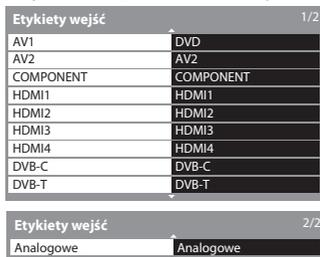 Etykiety wejść 1/2
AV1 DVD
AV2 AV2
COMPONENT COMPONENT
HDMI1 HDMI1
HDMI2 HDMI2
HDMI3 HDMI3
HDMI4 HDMI4
DVB-C DVB-C
DVB-T DVB-T
Etykiety wejść 2/2
Analogowe Analogowe